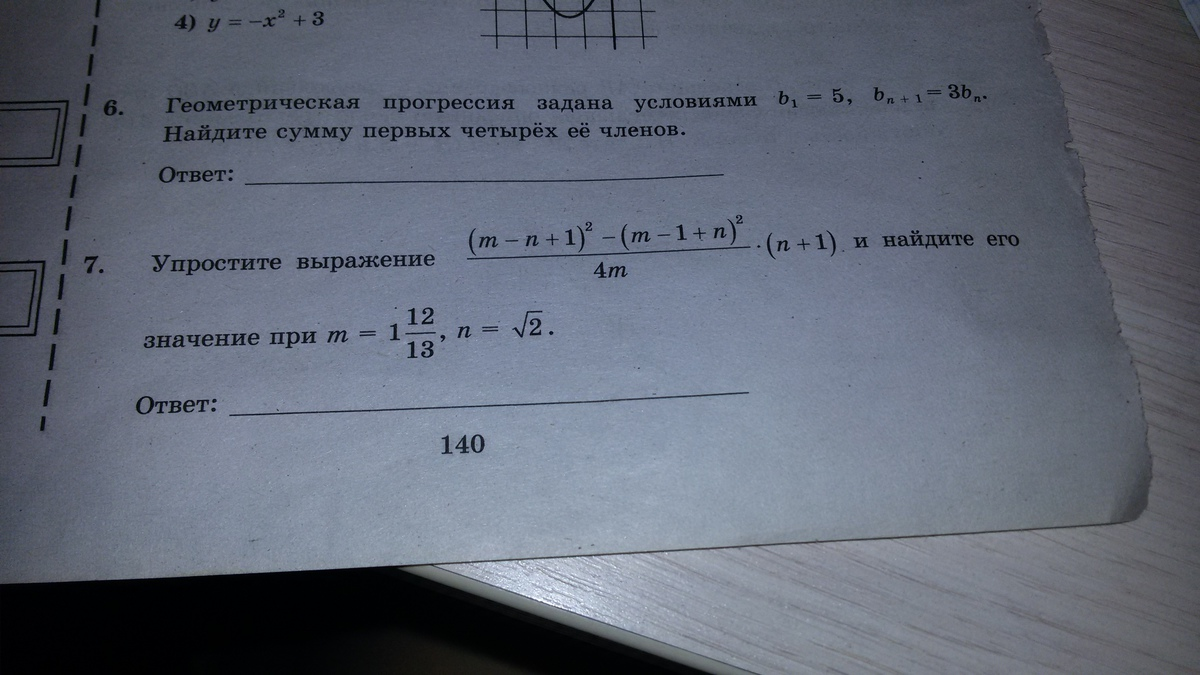 4) y = −x² + 3
6. Геометрическая прогрессия задана условиями b₁ = 5, bₙ₊₁ = 3bₙ.
Найдите сумму первых четырёх её членов.
Ответ:
7. Упростите выражение ((m − n + 1)² − (m − 1 + n)²)/(4m) · (n + 1) и найдите его
значение при m = 1 12/13, n = √2.
Ответ:
140